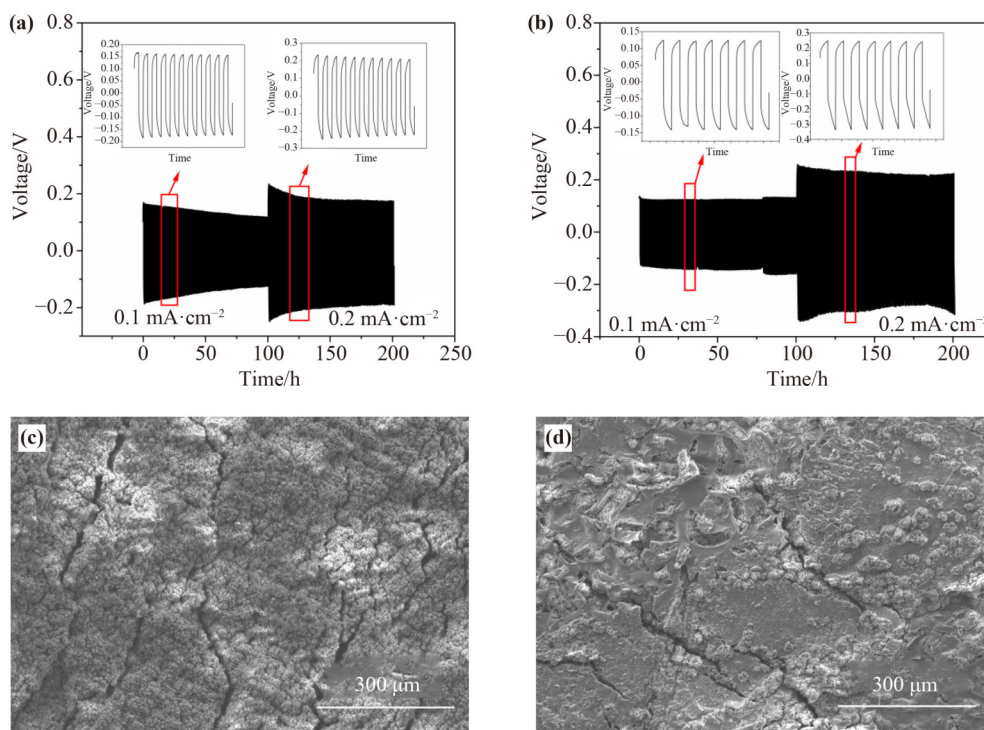 (a)
0.8
0.6
0.4
0.2
0.0
−0.2
Voltage/V
0.20
0.15
0.10
0.05
0.00
−0.05
−0.10
−0.15
−0.20
Voltage/V
Time
0.3
0.2
0.1
0.0
−0.1
−0.2
−0.3
Voltage/V
Time
0.1 mA·cm−2
0.2 mA·cm−2
0 50 100 150 200 250
Time/h
(b)
0.8
0.6
0.4
0.2
0.0
−0.2
−0.4
Voltage/V
0.15
0.10
0.05
0.00
−0.05
−0.10
−0.15
Voltage/V
Time
0.3
0.2
0.1
0.0
−0.1
−0.2
−0.3
−0.4
Voltage/V
Time
0.1 mA·cm−2
0.2 mA·cm−2
0 50 100 150 200
Time/h
(c)
300 μm
(d)
300 μm